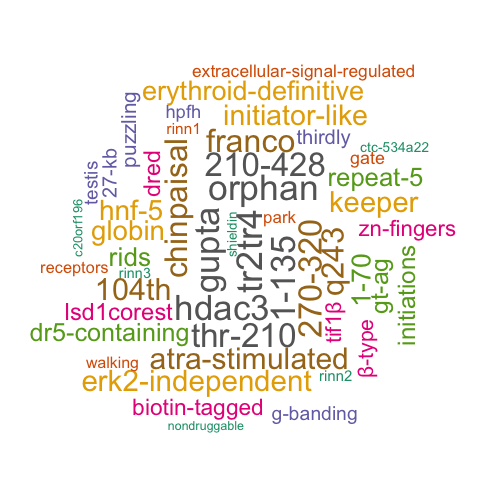 extracellular-signal-regulated
erythroid-definitive
hpfh
initiator-like
puzzling
rinn1
franco
thirdly
ctc-534a22
testis
27-kb
dred
chinpaisal
210-428
gate
repeat-5
orphan
keeper
c20orf196
hnf-5
globin
gupta
tr2tr4
shieldin
park
zn-fingers
rids
receptors
rinn3
104th
1-135
270-320
q243
1-70
gt-ag
initiations
lsd1corest
hdac3
tif1β
β-type
dr5-containing
thr-210
walking
atra-stimulated
erk2-independent
rinn2
biotin-tagged
g-banding
nondruggable